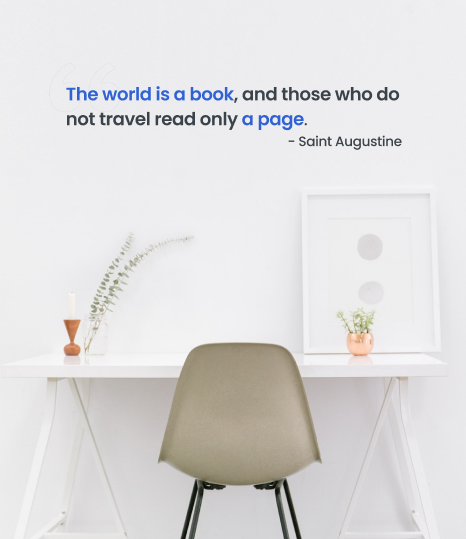 The world is a book, and those who do
not travel read only a page.
- Saint Augustine